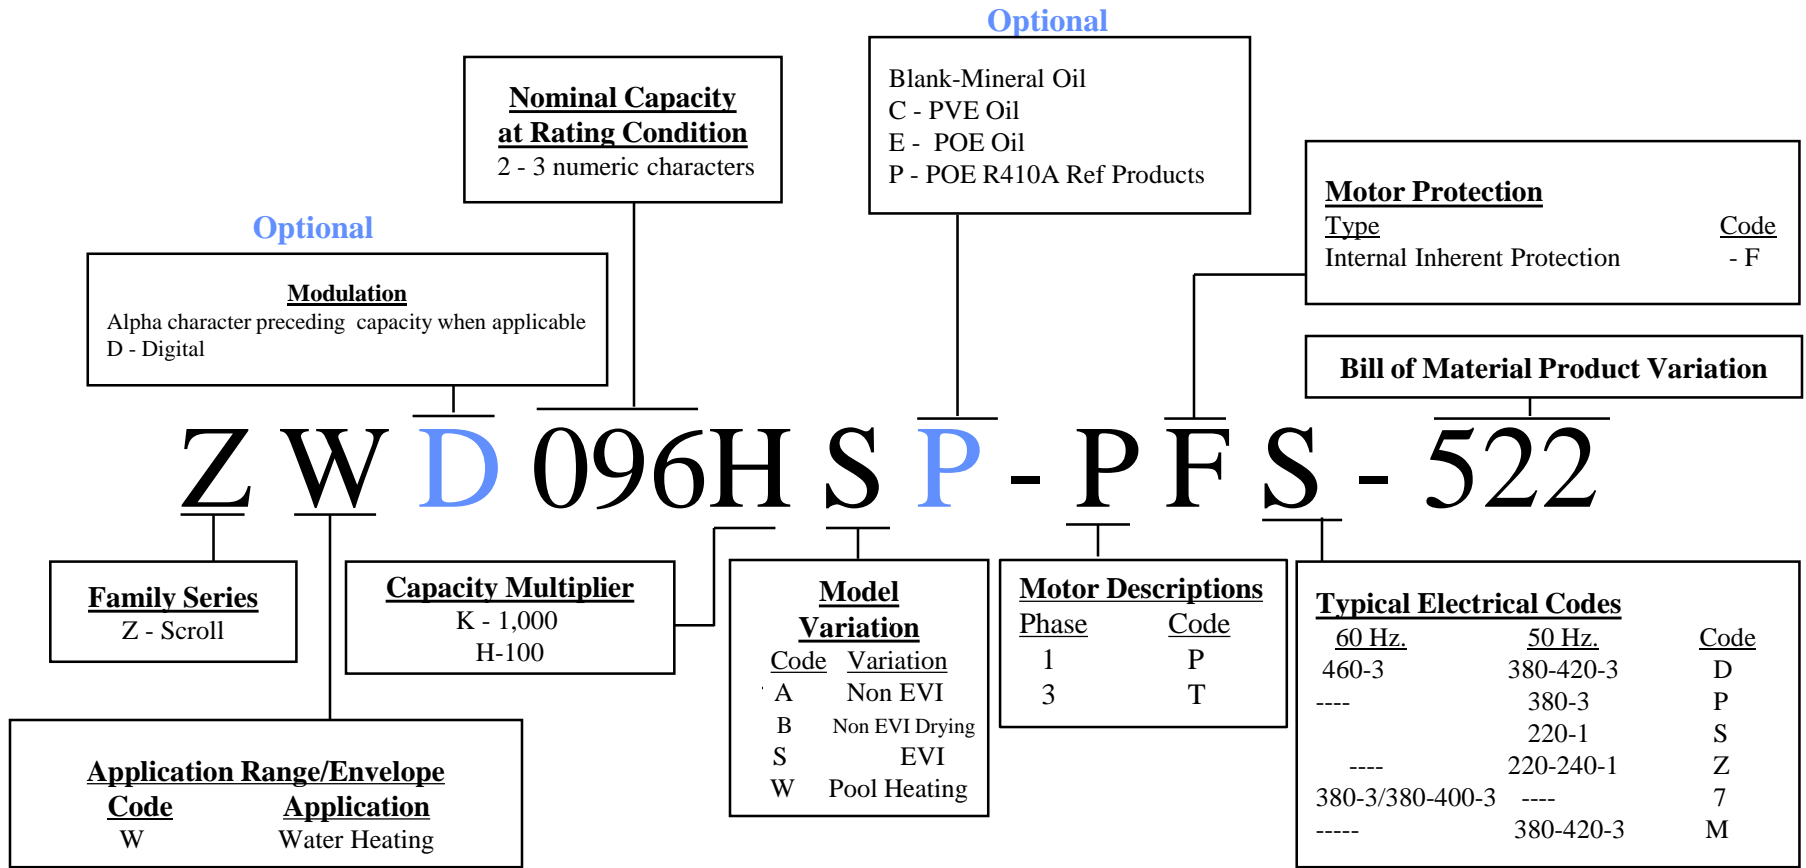 Optional
Blank-Mineral Oil
C - PVE Oil
E - POE Oil
P - POE R410A Ref Products
Nominal Capacity
at Rating Condition
2 - 3 numeric characters
Motor Protection
Type Code
Internal Inherent Protection - F
Optional
Modulation
Alpha character preceding capacity when applicable
D - Digital
Bill of Material Product Variation
Z W D 096H S P - P F S - 522
Family Series
Z - Scroll
Capacity Multiplier
K - 1,000
H-100
Model
Variation
Code Variation
A Non EVI
B Non EVI Drying
S EVI
W Pool Heating
Motor Descriptions
Phase Code
1 P
3 T
Typical Electrical Codes
60 Hz. 50 Hz. Code
460-3 380-420-3 D
---- 380-3 P
220-1 S
---- 220-240-1 Z
380-3/380-400-3 ---- 7
----- 380-420-3 M
Application Range/Envelope
Code Application
W Water Heating